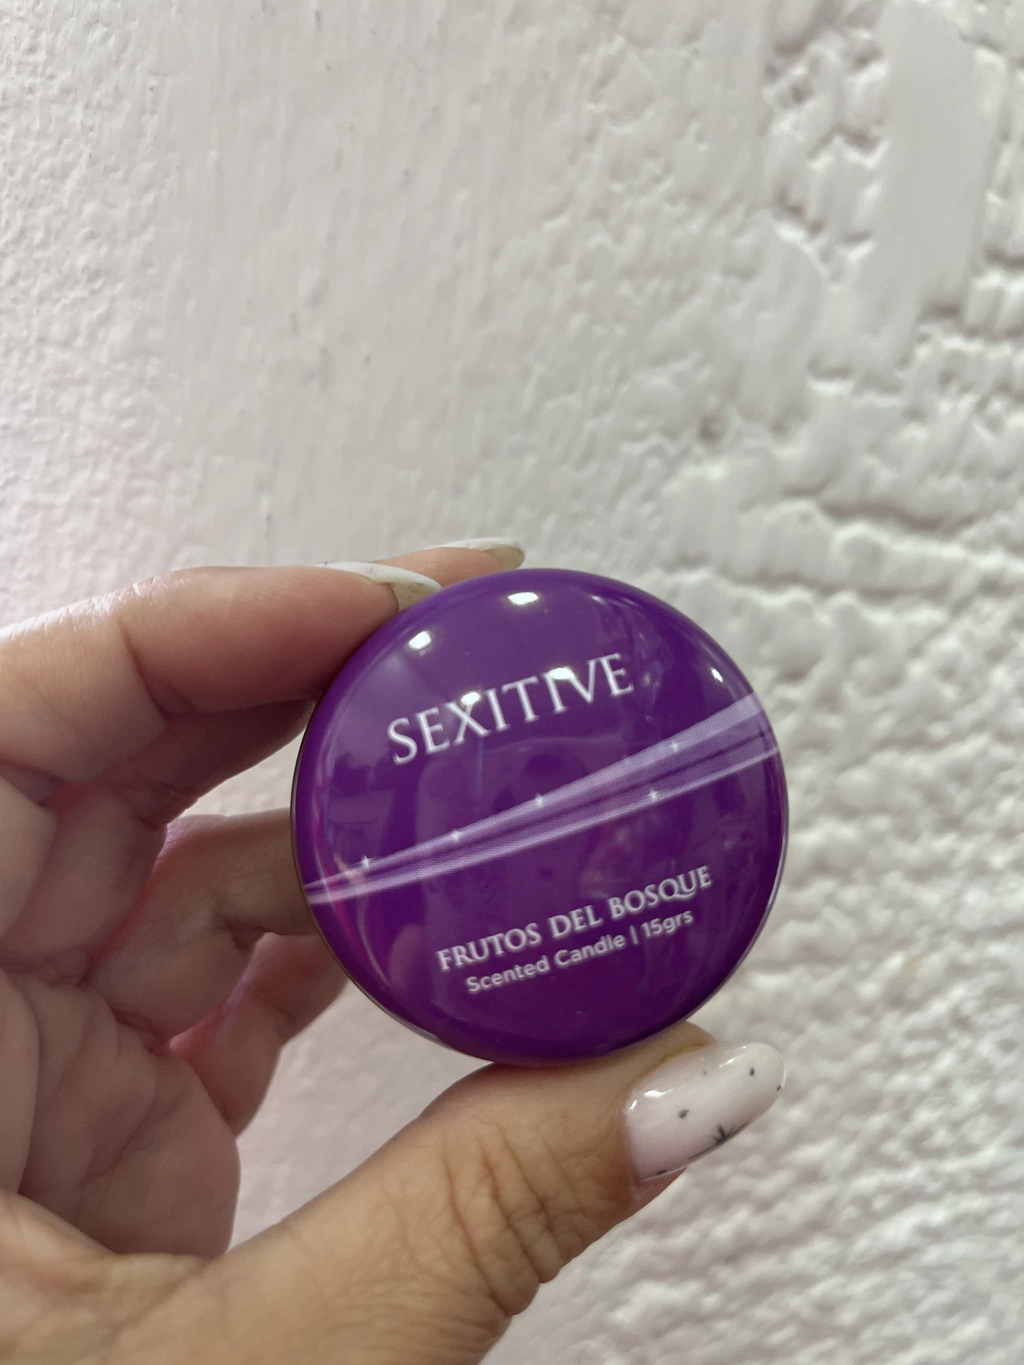 SEXITIVE
FRUTOS DEL BOSQUE
Scented Candle | 15grs